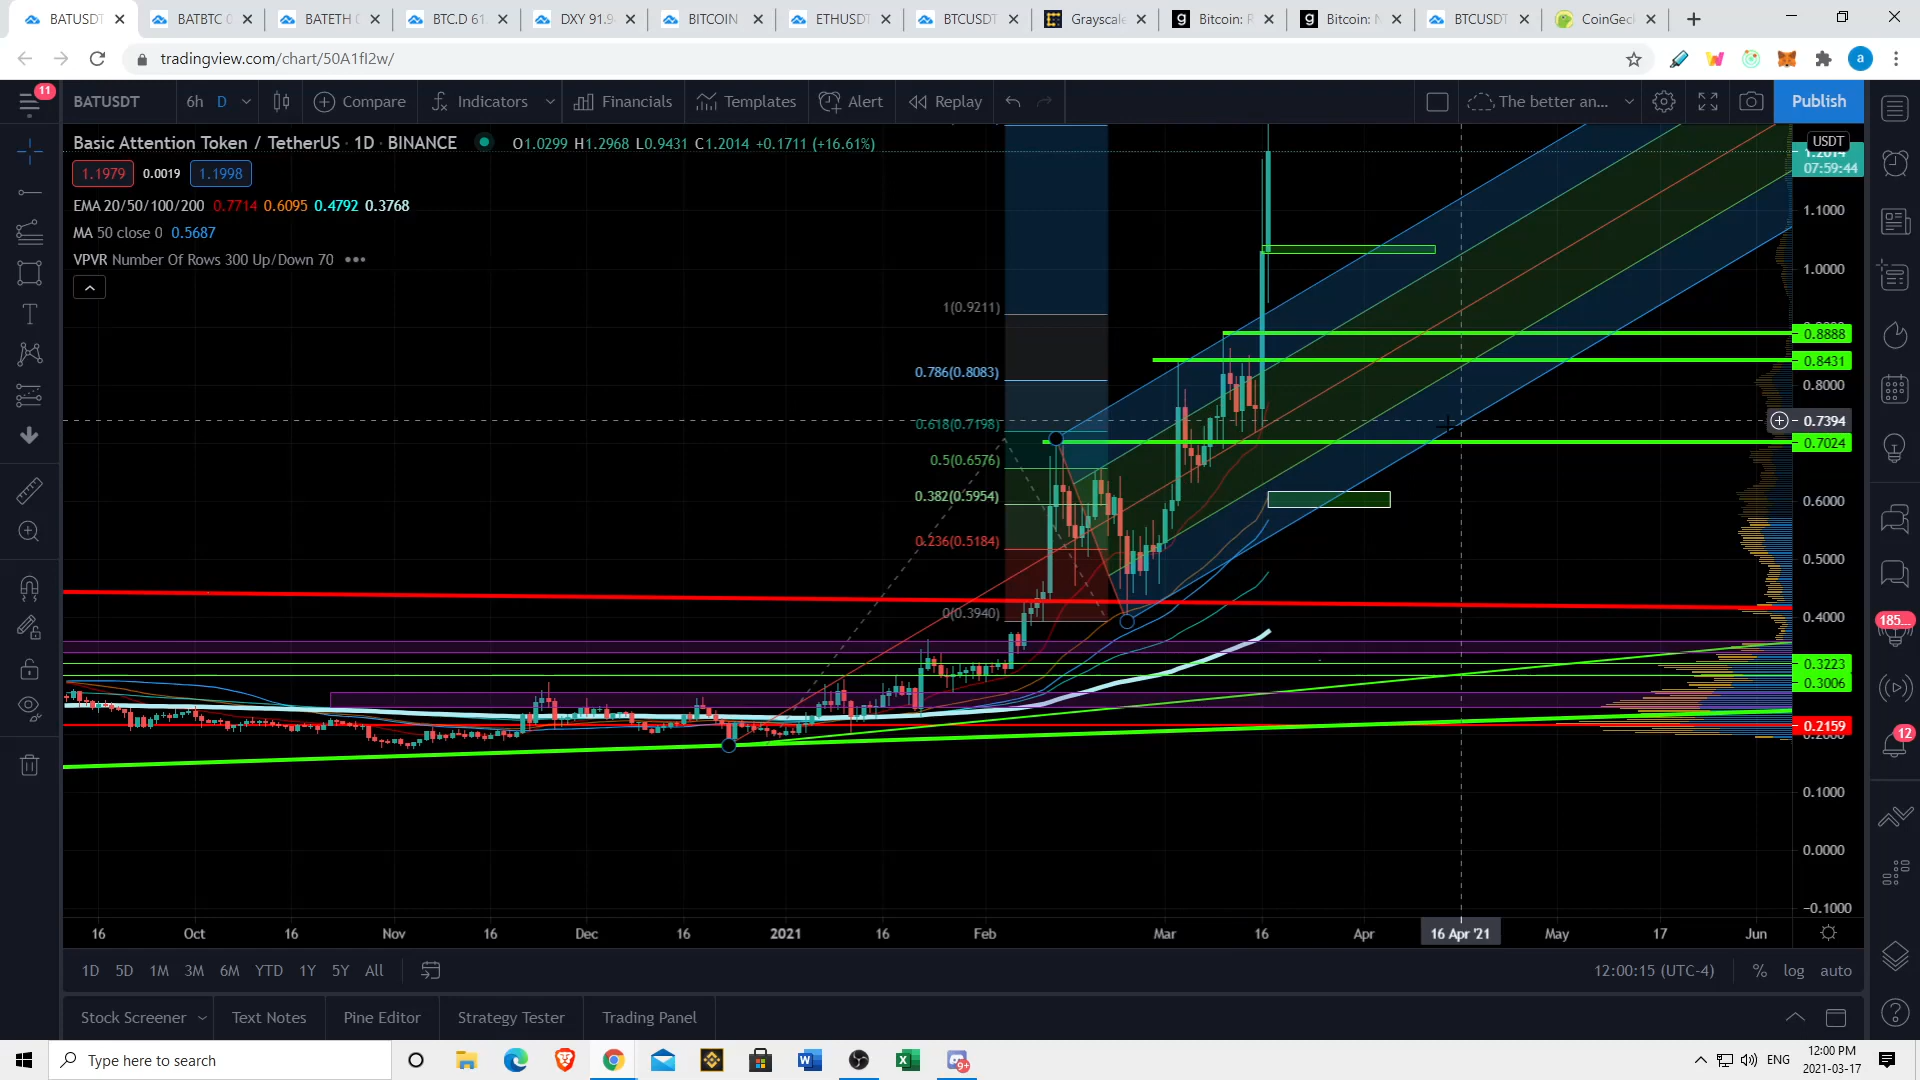 BATUSDT
BATBTC
BATETH
BTC.D 61
DXY 91.9
BITCOIN
ETHUSDT
BTCUSDT
Grayscale
Bitcoin: R
Bitcoin: N
BTCUSDT
CoinGec
tradingview.com/chart/50A1fI2w/
a
11
BATUSDT
6h
D
Compare
Indicators
Financials
Templates
Alert
Replay
The better an...
Publish
Basic Attention Token / TetherUS · 1D · BINANCE
O1.0299 H1.2968 L0.9431 C1.2014 +0.1711 (+16.61%)
USDT
07:59:44
1.1979
0.0019
1.1998
EMA 20/50/100/200 0.7714 0.6095 0.4792 0.3768
MA 50 close 0 0.5687
VPVR Number Of Rows 300 Up/Down 70
1.1000
1.0000
1(0.9211)
0.8888
0.8431
0.786(0.8083)
0.8000
0.618(0.7198)
0.7394
0.7024
0.5(0.6576)
0.382(0.5954)
0.6000
0.236(0.5184)
0.5000
0(0.3940)
0.4000
185...
0.3223
0.3006
0.2159
0.2000
12
0.1000
0.0000
−0.1000
16
Oct
16
Nov
16
Dec
16
2021
16
Feb
Mar
16
Apr
16 Apr '21
May
17
Jun
1D
5D
1M
3M
6M
YTD
1Y
5Y
All
12:00:15 (UTC-4)
%
log
auto
Stock Screener
Text Notes
Pine Editor
Strategy Tester
Trading Panel
Type here to search
9+
ENG
12:00 PM
2021-03-17